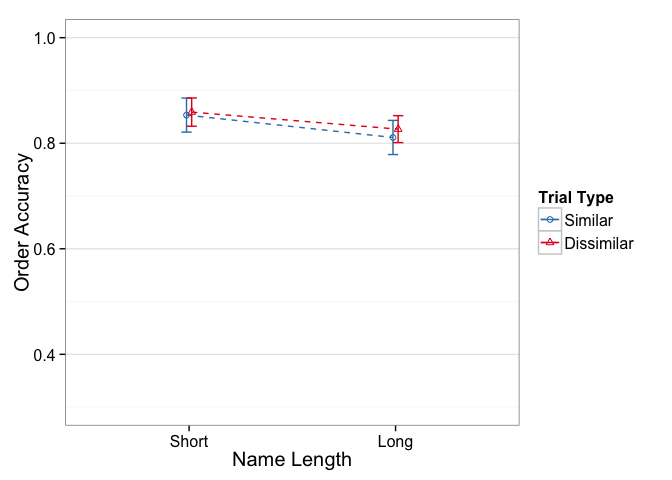 1.0
0.8
0.6
0.4
Order Accuracy
Short Long
Name Length
Trial Type
Similar
Dissimilar